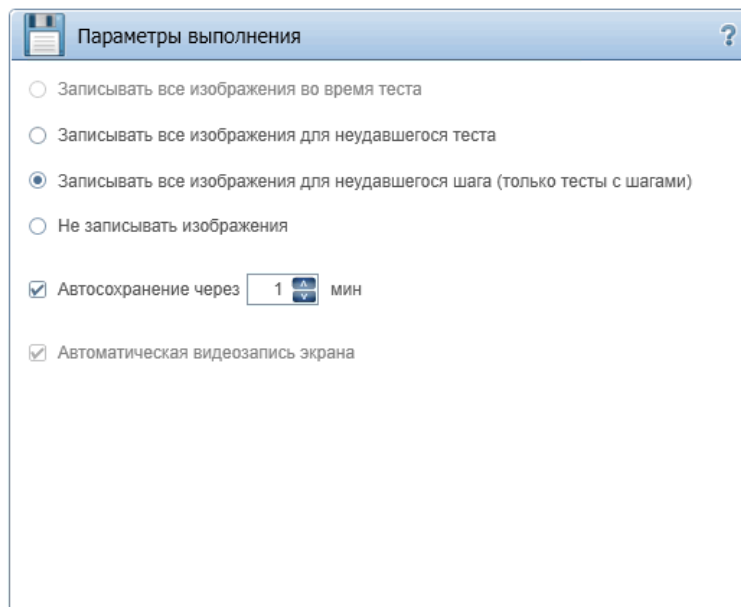 Параметры выполнения
?
Записывать все изображения во время теста
Записывать все изображения для неудавшегося теста
Записывать все изображения для неудавшегося шага (только тесты с шагами)
Не записывать изображения
Автосохранение через 1 мин
Автоматическая видеозапись экрана